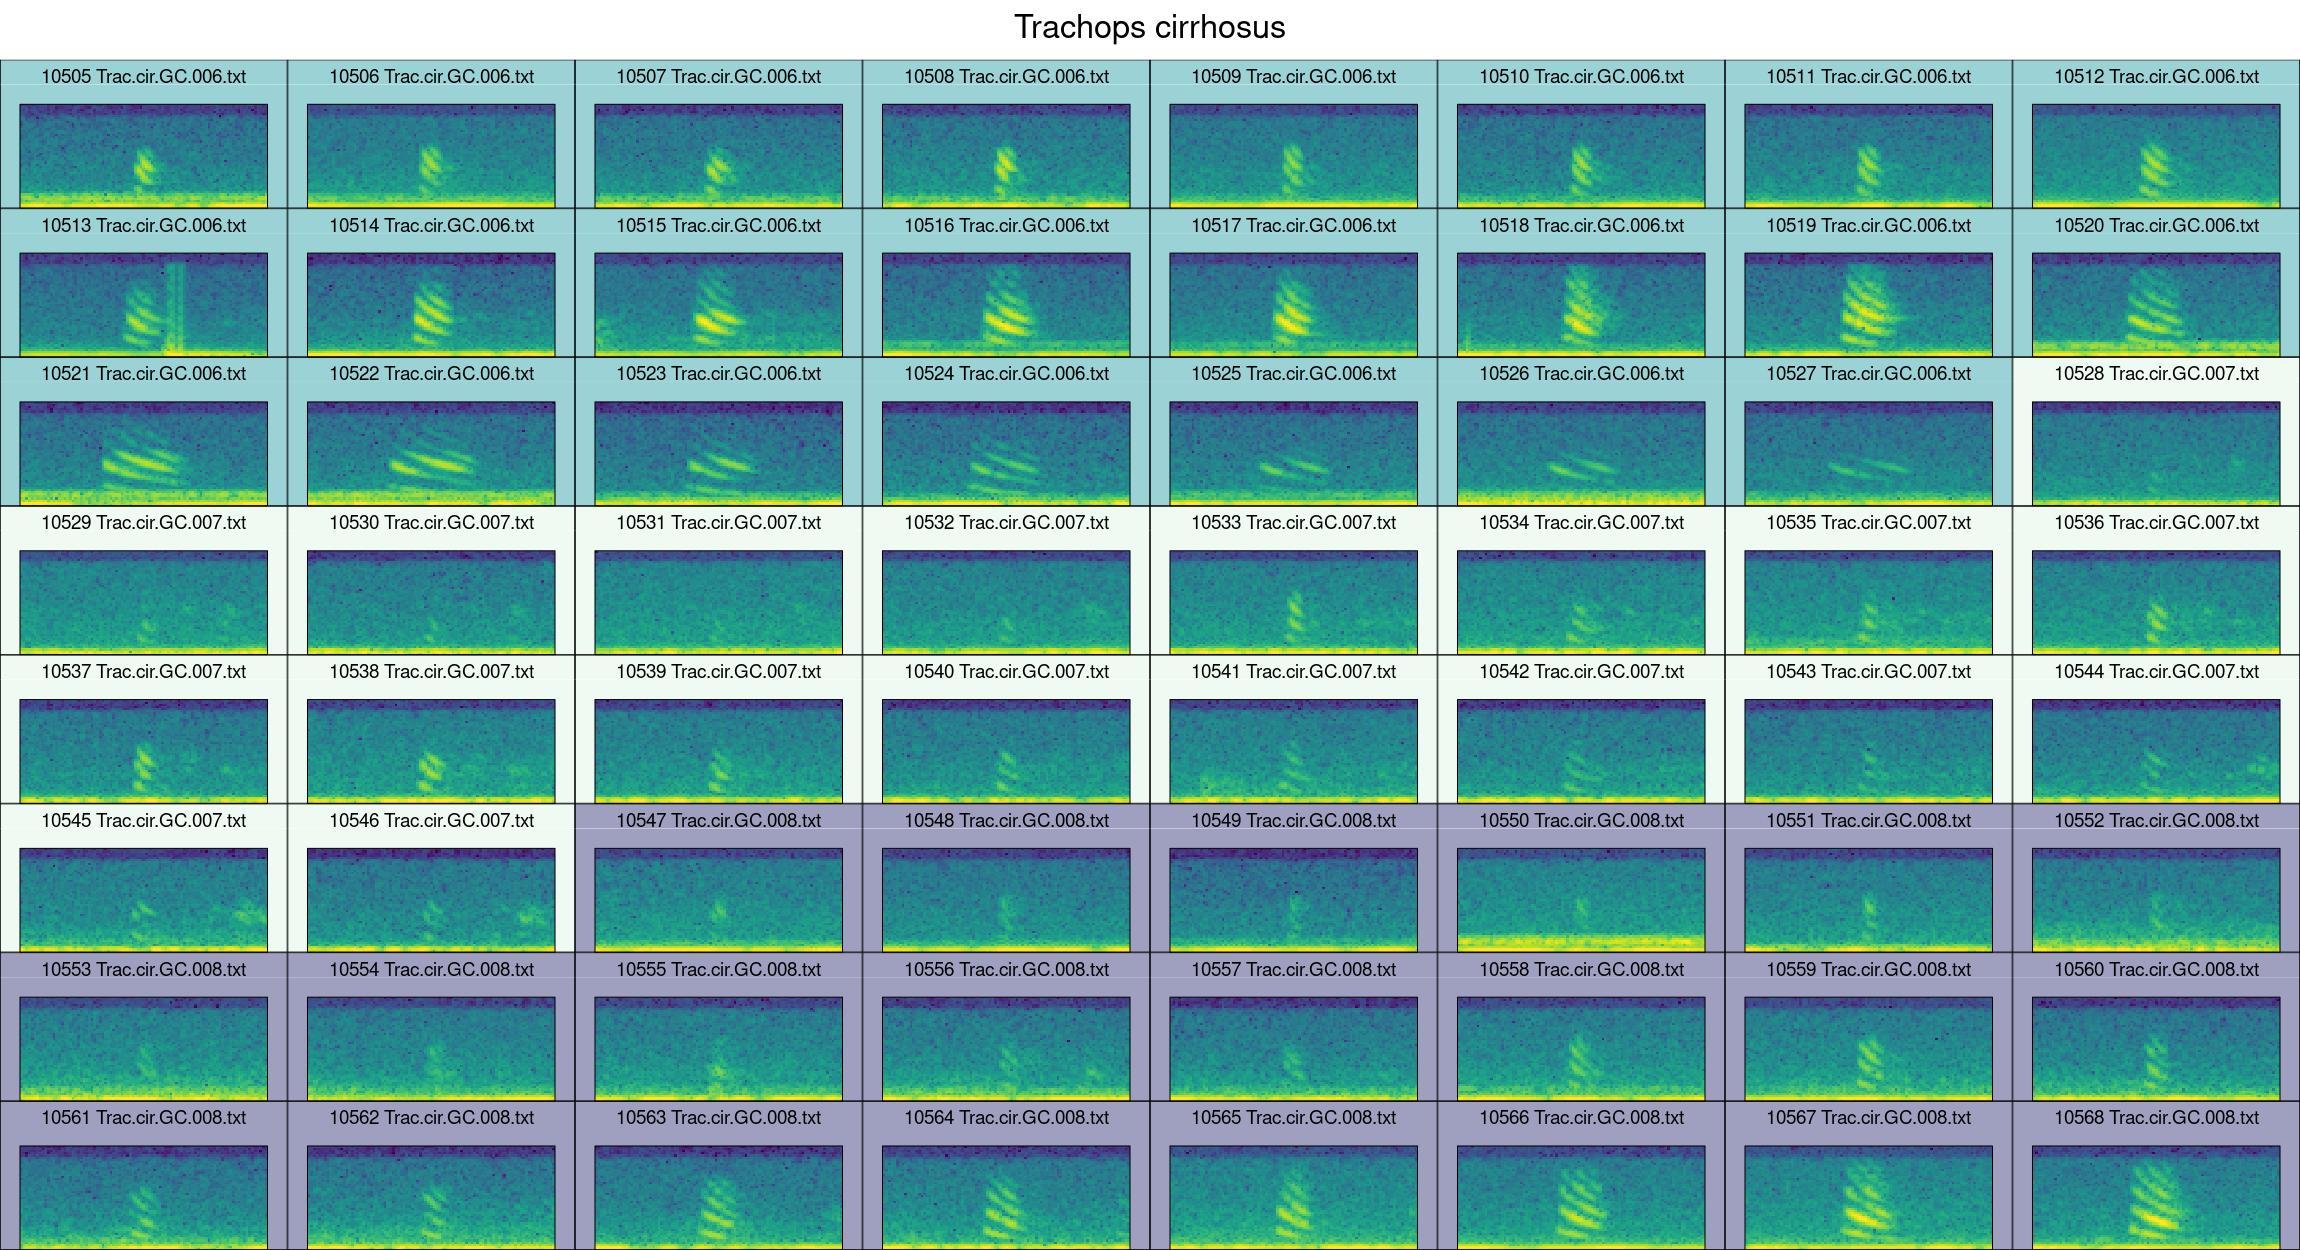 Trachops cirrhosus
10505 Trac.cir.GC.006.txt 10506 Trac.cir.GC.006.txt 10507 Trac.cir.GC.006.txt 10508 Trac.cir.GC.006.txt 10509 Trac.cir.GC.006.txt 10510 Trac.cir.GC.006.txt 10511 Trac.cir.GC.006.txt 10512 Trac.cir.GC.006.txt
10513 Trac.cir.GC.006.txt 10514 Trac.cir.GC.006.txt 10515 Trac.cir.GC.006.txt 10516 Trac.cir.GC.006.txt 10517 Trac.cir.GC.006.txt 10518 Trac.cir.GC.006.txt 10519 Trac.cir.GC.006.txt 10520 Trac.cir.GC.006.txt
10521 Trac.cir.GC.006.txt 10522 Trac.cir.GC.006.txt 10523 Trac.cir.GC.006.txt 10524 Trac.cir.GC.006.txt 10525 Trac.cir.GC.006.txt 10526 Trac.cir.GC.006.txt 10527 Trac.cir.GC.006.txt 10528 Trac.cir.GC.007.txt
10529 Trac.cir.GC.007.txt 10530 Trac.cir.GC.007.txt 10531 Trac.cir.GC.007.txt 10532 Trac.cir.GC.007.txt 10533 Trac.cir.GC.007.txt 10534 Trac.cir.GC.007.txt 10535 Trac.cir.GC.007.txt 10536 Trac.cir.GC.007.txt
10537 Trac.cir.GC.007.txt 10538 Trac.cir.GC.007.txt 10539 Trac.cir.GC.007.txt 10540 Trac.cir.GC.007.txt 10541 Trac.cir.GC.007.txt 10542 Trac.cir.GC.007.txt 10543 Trac.cir.GC.007.txt 10544 Trac.cir.GC.007.txt
10545 Trac.cir.GC.007.txt 10546 Trac.cir.GC.007.txt 10547 Trac.cir.GC.008.txt 10548 Trac.cir.GC.008.txt 10549 Trac.cir.GC.008.txt 10550 Trac.cir.GC.008.txt 10551 Trac.cir.GC.008.txt 10552 Trac.cir.GC.008.txt
10553 Trac.cir.GC.008.txt 10554 Trac.cir.GC.008.txt 10555 Trac.cir.GC.008.txt 10556 Trac.cir.GC.008.txt 10557 Trac.cir.GC.008.txt 10558 Trac.cir.GC.008.txt 10559 Trac.cir.GC.008.txt 10560 Trac.cir.GC.008.txt
10561 Trac.cir.GC.008.txt 10562 Trac.cir.GC.008.txt 10563 Trac.cir.GC.008.txt 10564 Trac.cir.GC.008.txt 10565 Trac.cir.GC.008.txt 10566 Trac.cir.GC.008.txt 10567 Trac.cir.GC.008.txt 10568 Trac.cir.GC.008.txt